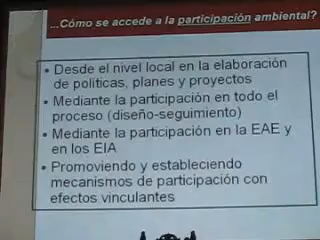 ...Cómo se accede a la participación ambiental?
• Desde el nivel local en la elaboración
de políticas, planes y proyectos
• Mediante la participación en todo el
proceso (diseño-seguimiento)
• Mediante la participación en la EAE y
en los EIA
• Promoviendo y estableciendo
mecanismos de participación con
efectos vinculantes